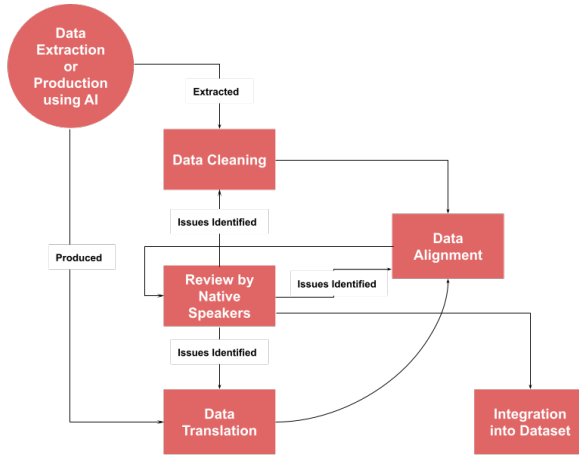 Data
Extraction
or
Production
using AI
Extracted
Data Cleaning
Issues Identified
Data
Alignment
Produced
Review by
Native
Speakers
Issues Identified
Issues Identified
Data
Translation
Integration
into Dataset